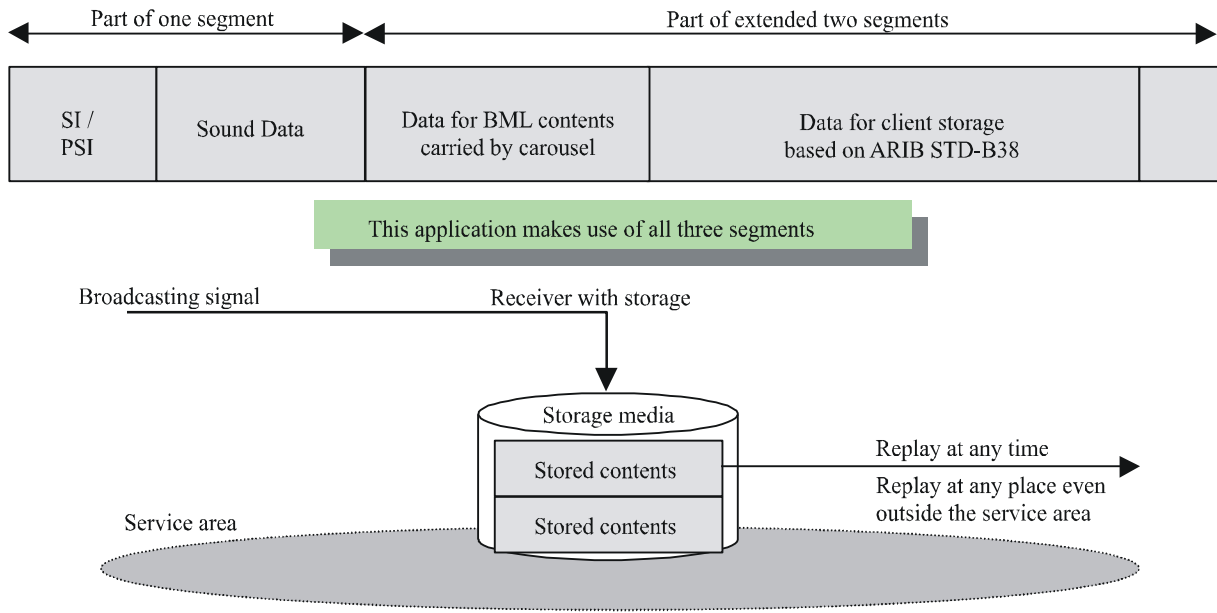 Part of one segment
Part of extended two segments
SI /
PSI
Sound Data
Data for BML contents
carried by carousel
Data for client storage
based on ARIB STD-B38
This application makes use of all three segments
Broadcasting signal
Receiver with storage
Storage media
Stored contents
Stored contents
Replay at any time
Replay at any place even
outside the service area
Service area